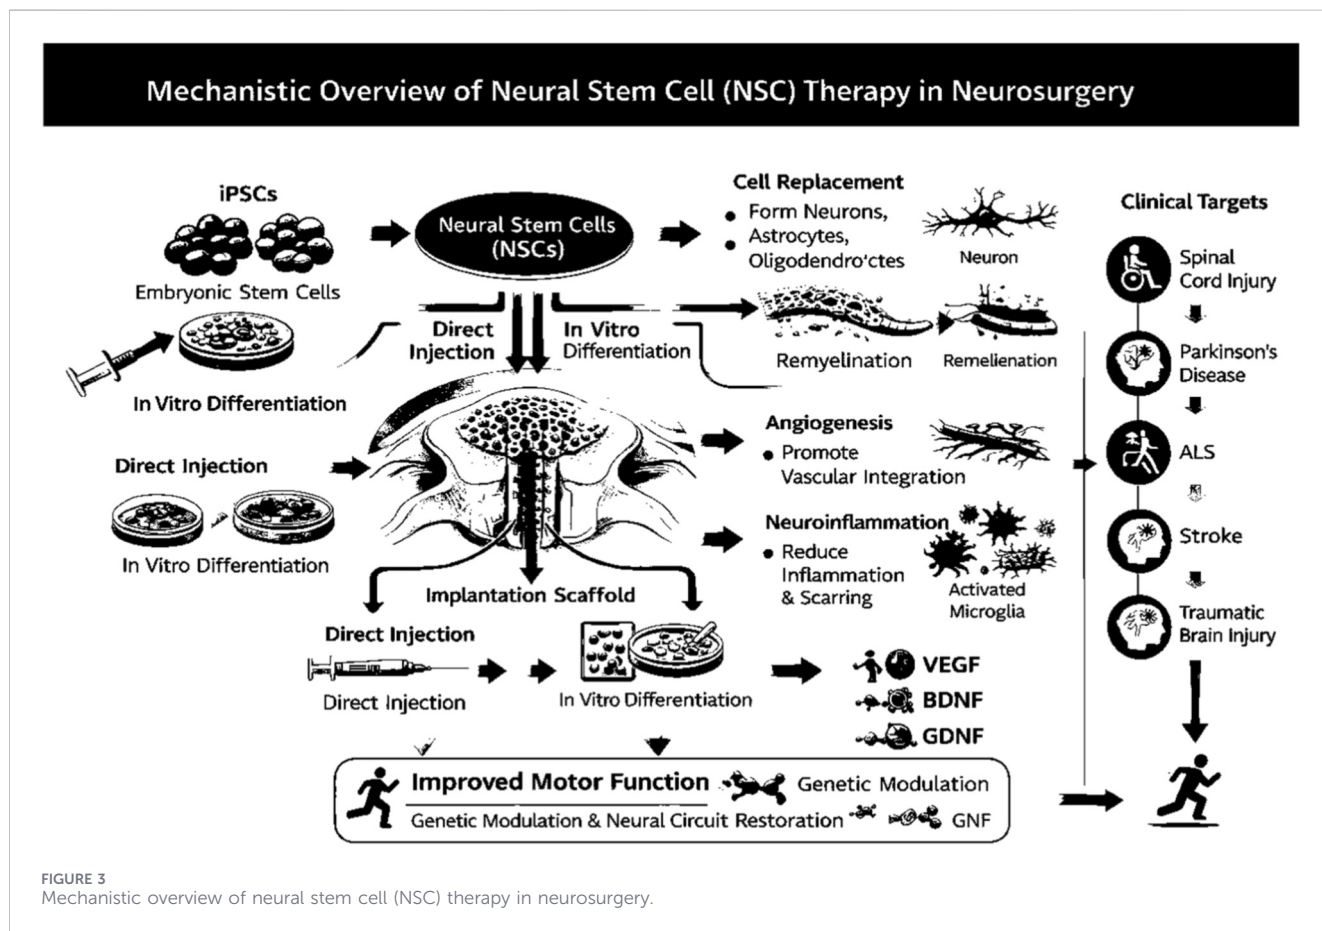 Mechanistic Overview of Neural Stem Cell (NSC) Therapy in Neurosurgery
iPSCs
Embryonic Stem Cells
In Vitro Differentiation
Direct Injection
In Vitro Differentiation
Neural Stem Cells
(NSCs)
Direct
Injection
In Vitro
Differentiation
Implantation Scaffold
Direct Injection
Direct Injection
In Vitro Differentiation
Cell Replacement
• Form Neurons,
• Astrocytes,
Oligodendro'ctes
Neuron
Remyelination
Remelienation
Angiogenesis
• Promote
Vascular Integration
Neuroinflammation
• Reduce
Inflammation
& Scarring
Activated
Microglia
VEGF
BDNF
GDNF
Clinical Targets
Spinal
Cord Injury
Parkinson's
Disease
ALS
Stroke
Traumatic
Brain Injury
Improved Motor Function
Genetic Modulation
Genetic Modulation & Neural Circuit Restoration
GNF
FIGURE 3
Mechanistic overview of neural stem cell (NSC) therapy in neurosurgery.